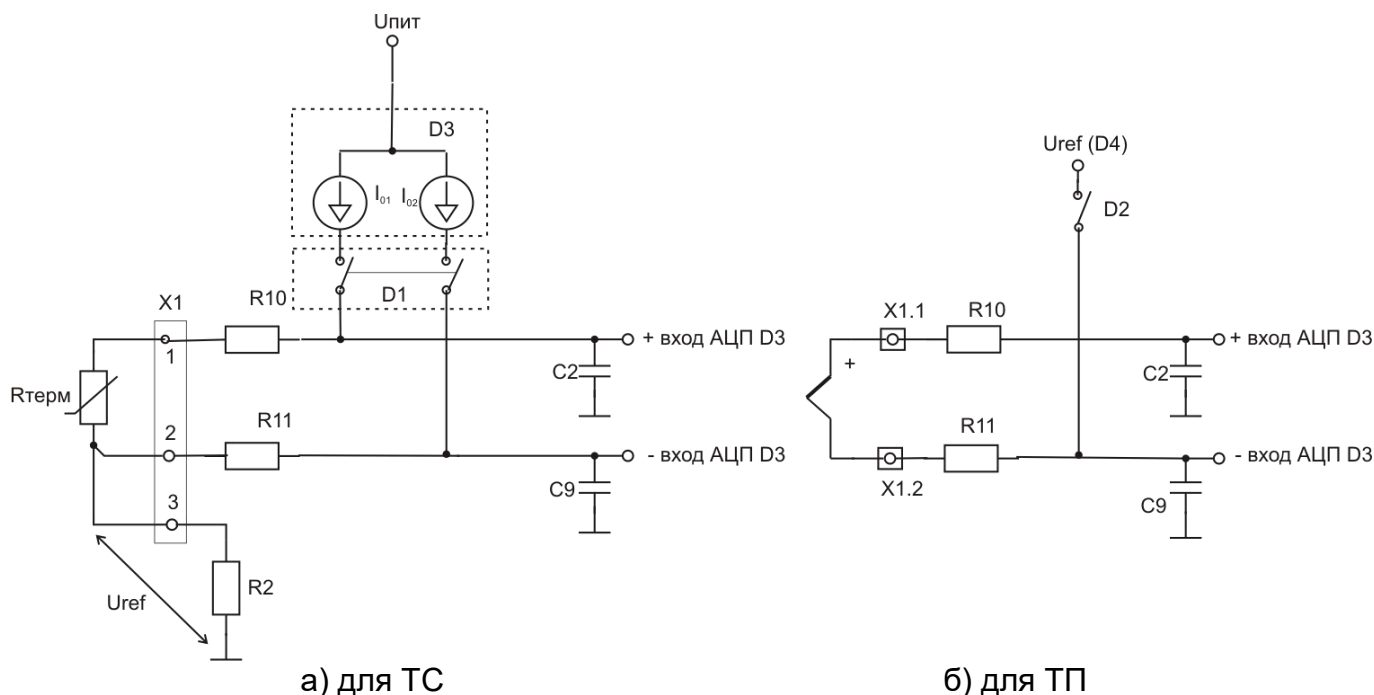 Uпит
D3
I01 I02
Uref (D4)
D2
D1
X1
R10
1
+ вход АЦП D3
C2
Rтерм
2
R11
- вход АЦП D3
C9
3
R2
Uref
X1.1
R10
+
+ вход АЦП D3
C2
R11
X1.2
- вход АЦП D3
C9
а) для ТС
б) для ТП